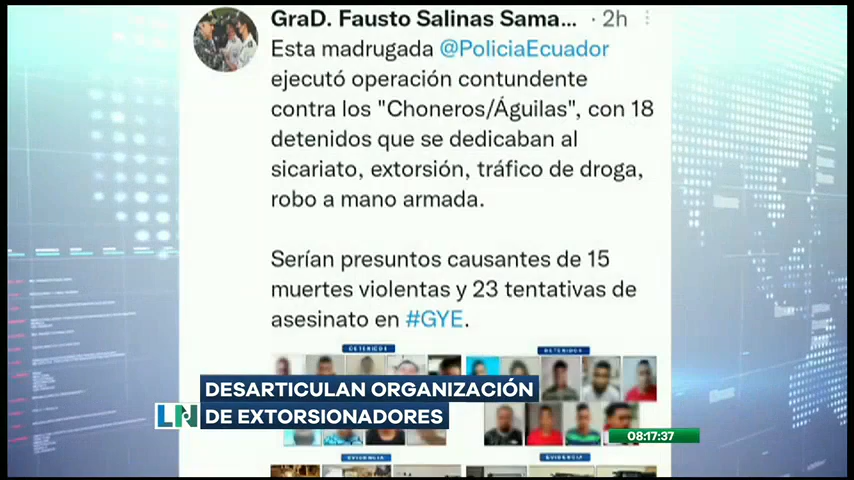 GraD. Fausto Salinas Sama... · 2h
Esta madrugada @PoliciaEcuador
ejecutó operación contundente
contra los "Choneros/Águilas", con 18
detenidos que se dedicaban al
sicariato, extorsión, tráfico de droga,
robo a mano armada.
Serían presuntos causantes de 15
muertes violentas y 23 tentativas de
asesinato en #GYE.
DETENIDOS DETENIDOS
DESARTICULAN ORGANIZACIÓN
LN DE EXTORSIONADORES
08:17:37
EVIDENCIA EVIDENCIA